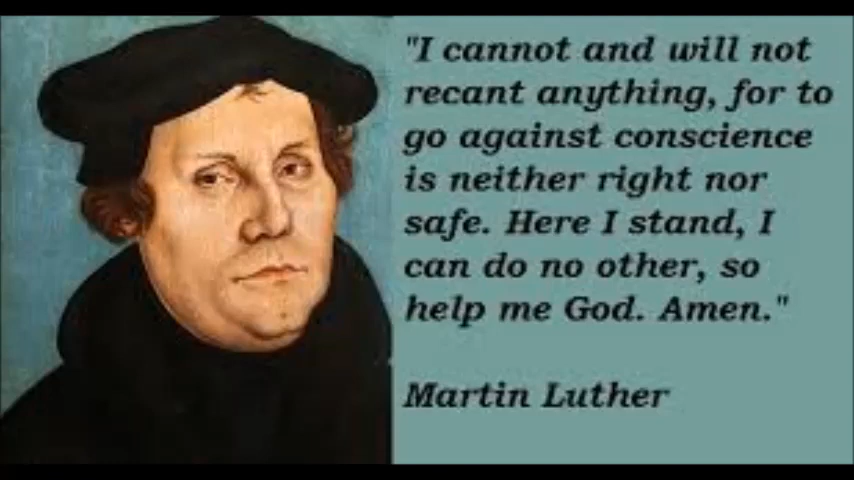 "I cannot and will not
recant anything, for to
go against conscience
is neither right nor
safe. Here I stand, I
can do no other, so
help me God. Amen."
Martin Luther